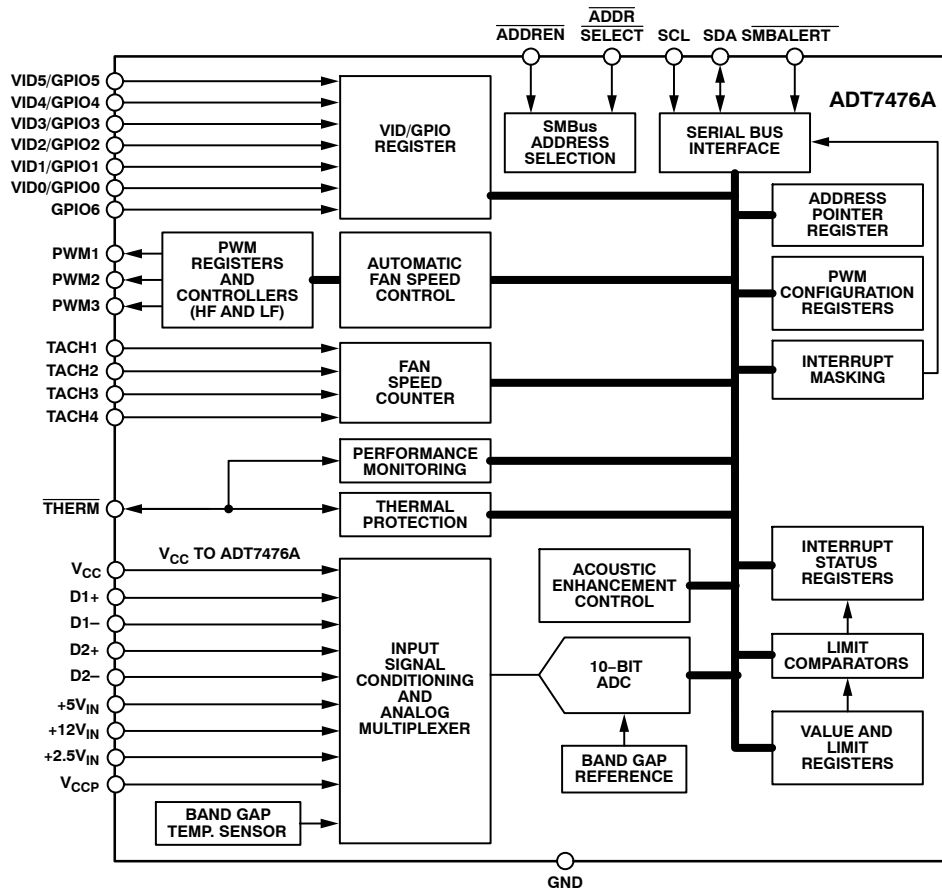 ADDREN
ADDR
SELECT
SCL
SDA
SMBALERT
ADT7476A
VID5/GPIO5
VID4/GPIO4
VID3/GPIO3
VID2/GPIO2
VID1/GPIO1
VID0/GPIO0
GPIO6
VID/GPIO
REGISTER
SMBus
ADDRESS
SELECTION
SERIAL BUS
INTERFACE
ADDRESS
POINTER
REGISTER
PWM1
PWM2
PWM3
PWM
REGISTERS
AND
CONTROLLERS
(HF AND LF)
AUTOMATIC
FAN SPEED
CONTROL
PWM
CONFIGURATION
REGISTERS
TACH1
TACH2
TACH3
TACH4
FAN
SPEED
COUNTER
INTERRUPT
MASKING
PERFORMANCE
MONITORING
THERM
THERMAL
PROTECTION
VCC
VCC TO ADT7476A
D1+
D1–
D2+
D2–
+5VIN
+12VIN
+2.5VIN
VCCP
INPUT
SIGNAL
CONDITIONING
AND
ANALOG
MULTIPLEXER
ACOUSTIC
ENHANCEMENT
CONTROL
INTERRUPT
STATUS
REGISTERS
10–BIT
ADC
LIMIT
COMPARATORS
BAND GAP
REFERENCE
VALUE AND
LIMIT
REGISTERS
BAND GAP
TEMP. SENSOR
GND